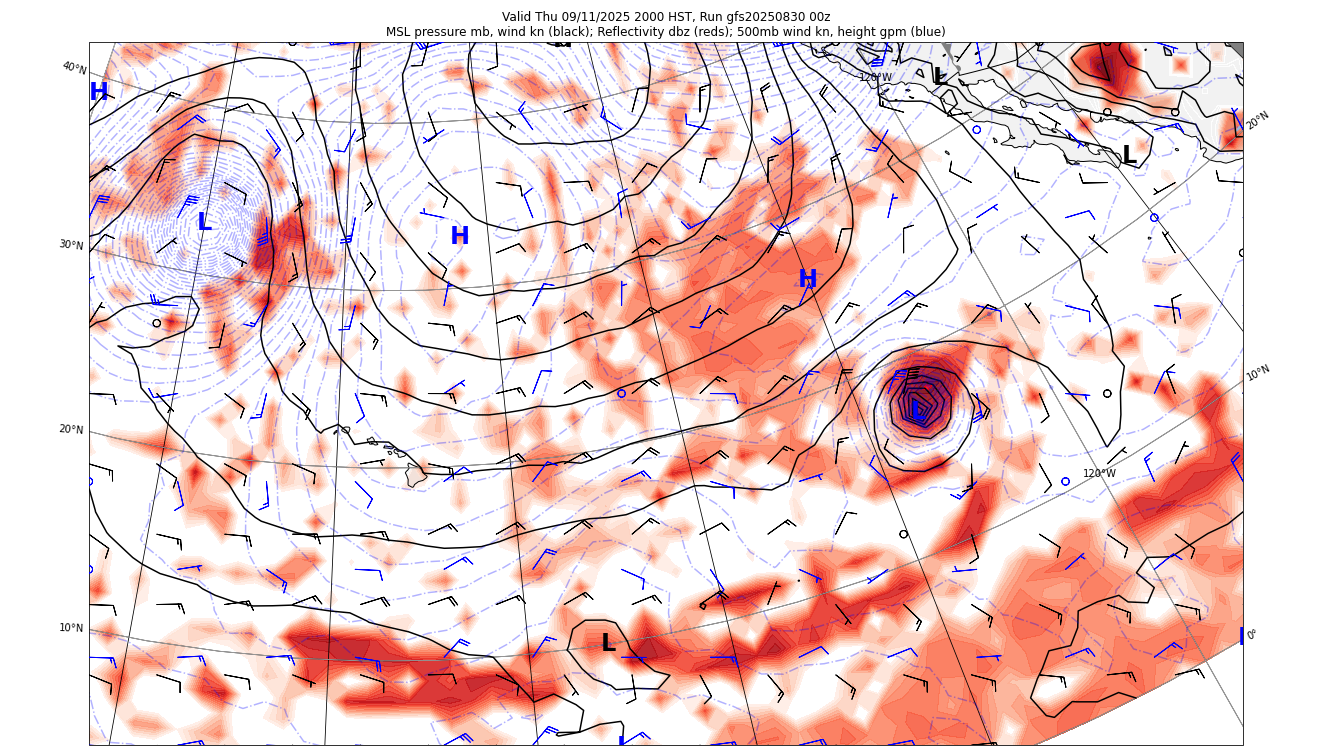 Valid Thu 09/11/2025 2000 HST, Run gfs20250830 00z
MSL pressure mb, wind kn (black); Reflectivity dbz (reds); 500mb wind kn, height gpm (blue)
40°N
H
120°W
L
20°N
L
L
30°N
H
H
10°N
L
20°N
120°W
10°N
L
0°
L